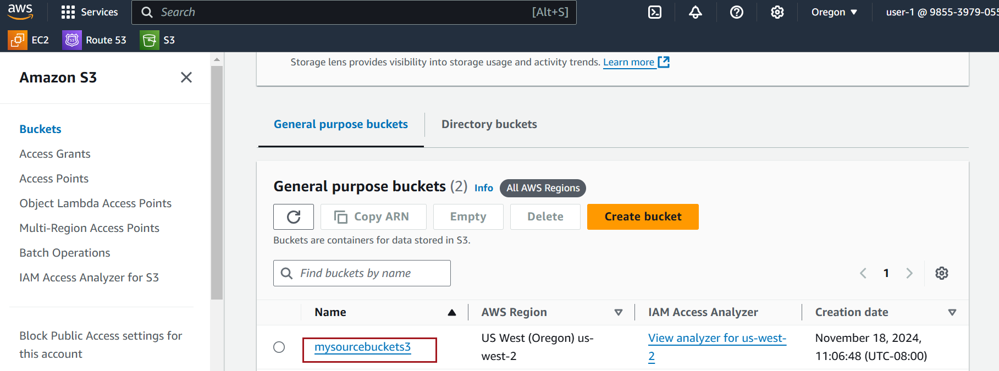 aws
Services
Search
[Alt+S]
Oregon ▼
user-1 @ 9855-3979-055
EC2
Route 53
S3
Amazon S3
Buckets
Access Grants
Access Points
Object Lambda Access Points
Multi-Region Access Points
Batch Operations
IAM Access Analyzer for S3
Block Public Access settings for
this account
Storage lens provides visibility into storage usage and activity trends. Learn more
General purpose buckets
Directory buckets
General purpose buckets (2) Info All AWS Regions
Copy ARN
Empty
Delete
Create bucket
Buckets are containers for data stored in S3.
Find buckets by name
1
Name
AWS Region
IAM Access Analyzer
Creation date
mysourcebuckets3
US West (Oregon) us-
west-2
View analyzer for us-west-
2
November 18, 2024,
11:06:48 (UTC-08:00)